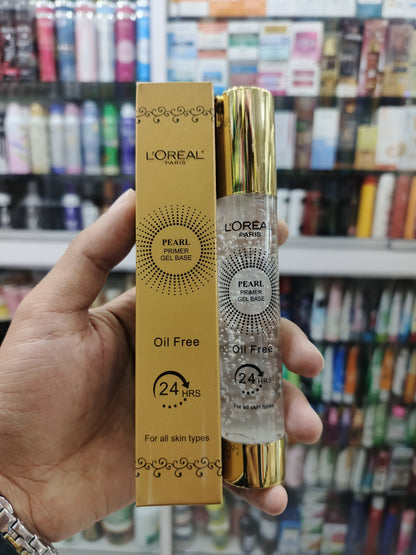 L'ORÉAL
PARIS
PEARL
PRIMER
GEL BASE
Oil Free
24 HRS
For all skin types
L'ORÉAL
PARIS
PEARL
PRIMER
GEL BASE
Oil Free
24 HRS
For all skin types